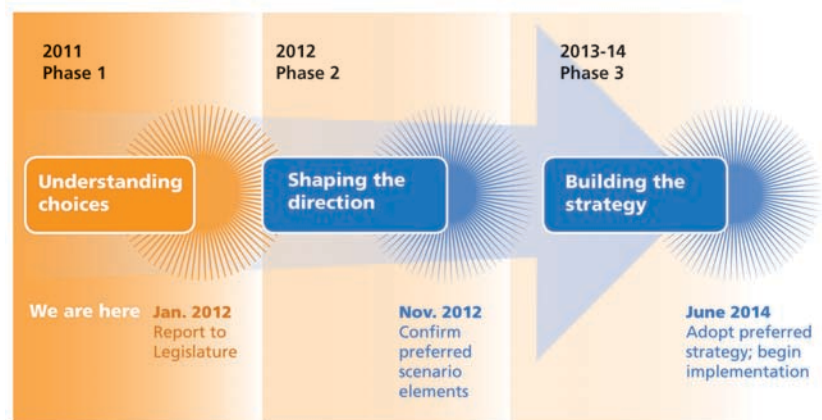 2011
Phase 1
2012
Phase 2
2013-14
Phase 3
Understanding
choices
Shaping the
direction
Building the
strategy
We are here
Jan. 2012
Report to
Legislature
Nov. 2012
Confirm
preferred
scenario
elements
June 2014
Adopt preferred
strategy; begin
implementation